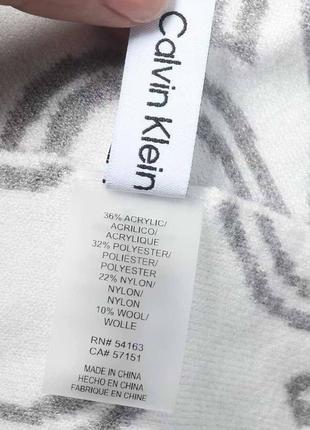 Calvin Klein
36% ACRYLIC/
ACRILICO/
ACRYLIQUE
32% POLYESTER/
POLIESTER/
POLYESTER
22% NYLON/
NYLON/
NYLON
10% WOOL/
WOLLE
RN# 54163
CA# 57151
MADE IN CHINA
HECHO EN CHINA
FABRIQUE EN CHINE